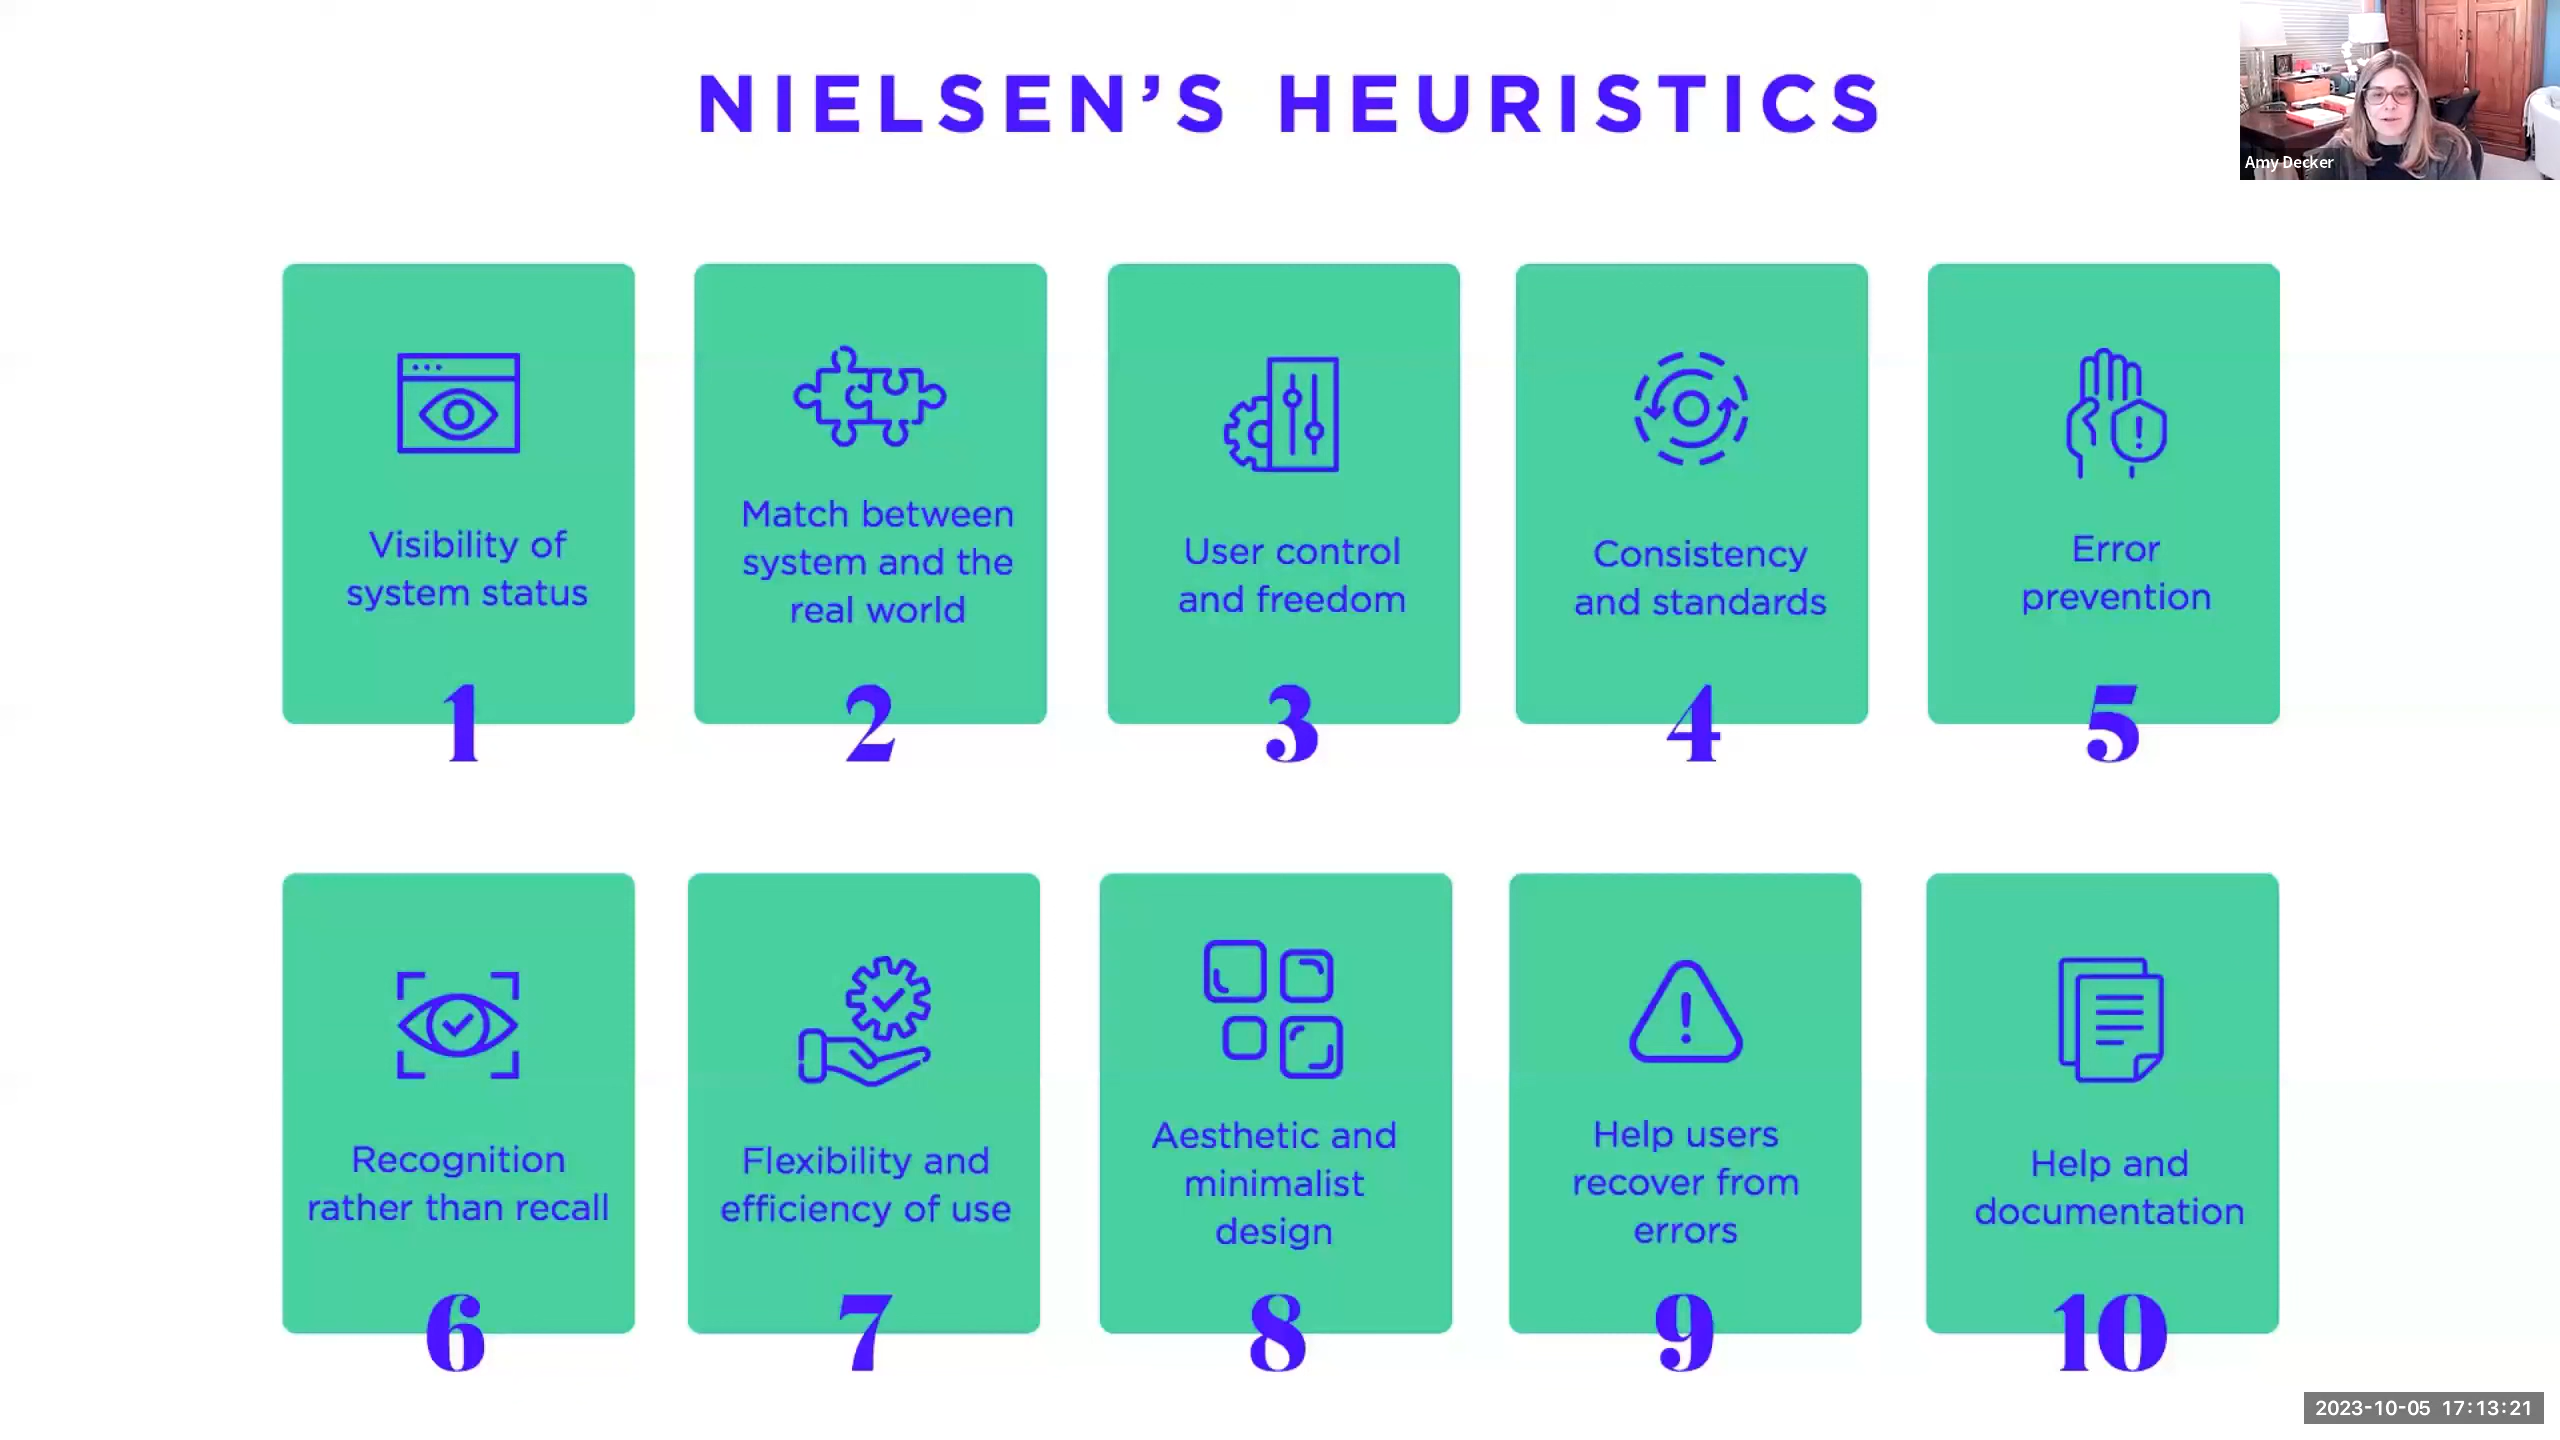 NIELSEN’S HEURISTICS
Amy Decker
Visibility of
system status
1
Match between
system and the
real world
2
User control
and freedom
3
Consistency
and standards
4
Error
prevention
5
Recognition
rather than recall
6
Flexibility and
efficiency of use
7
Aesthetic and
minimalist
design
8
Help users
recover from
errors
9
Help and
documentation
10
2023-10-05 17:13:21